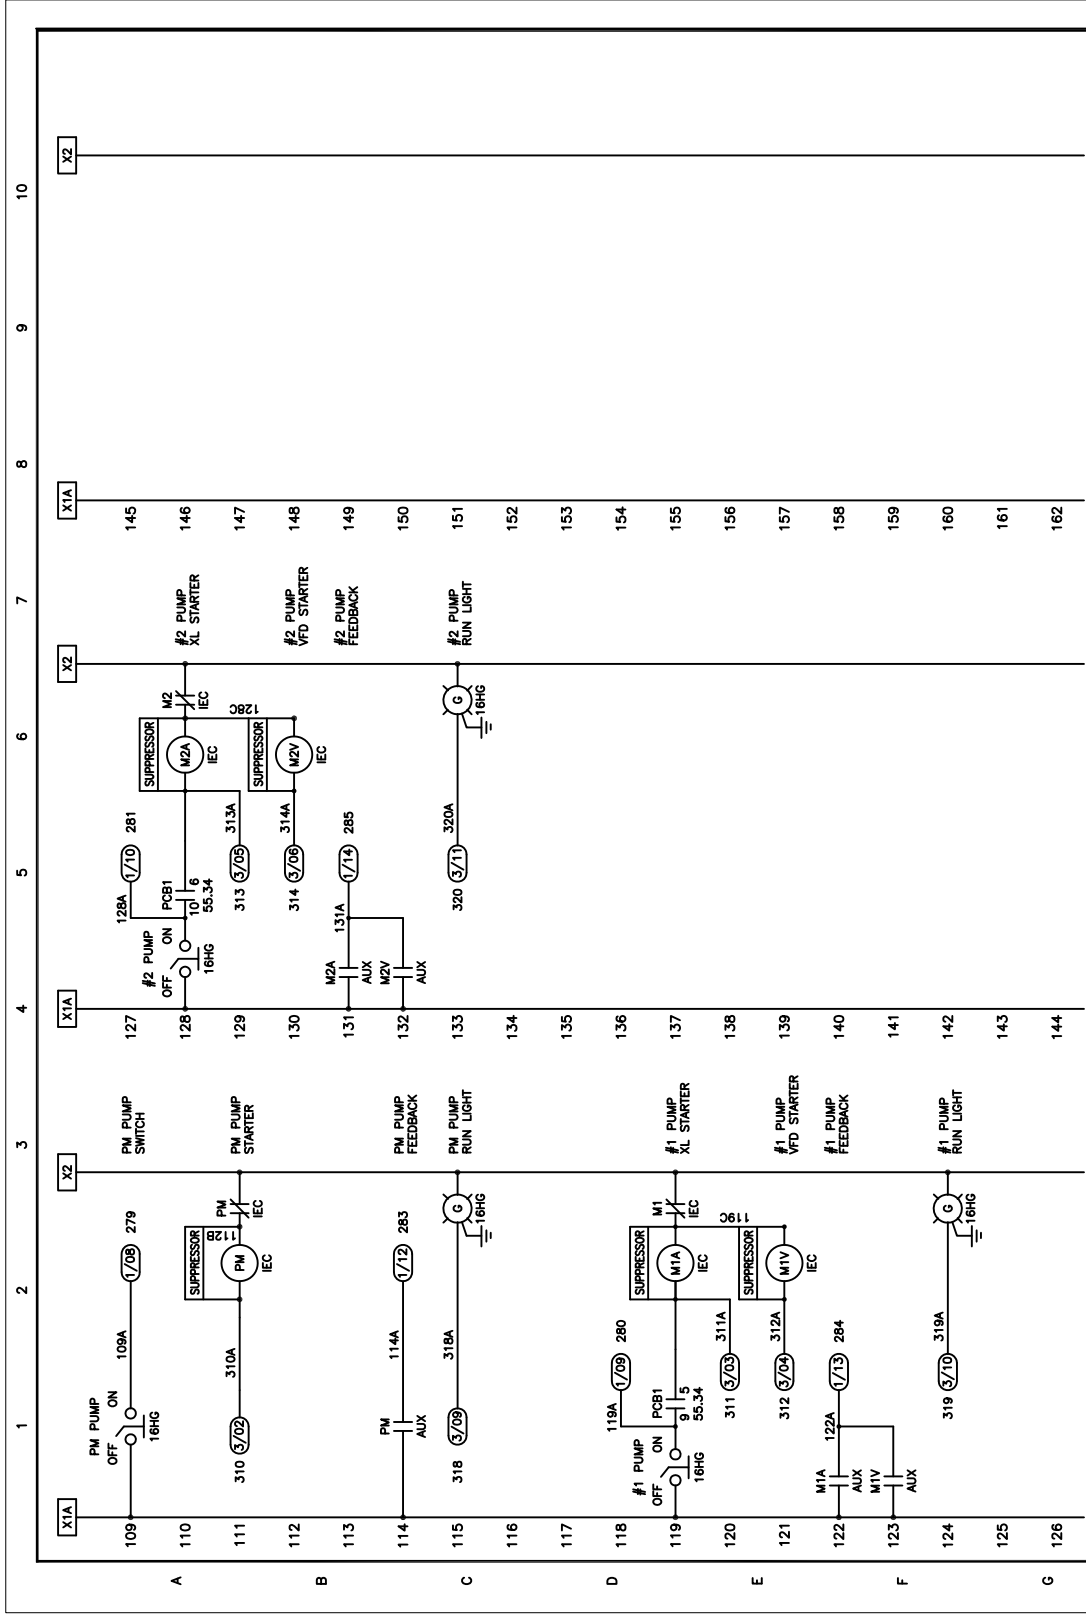 1 2 3 4 5 6 7 8 9 10
X1A X2 X1A X2 X1A X2
A
B
C
D
E
F
G
109
PM PUMP
OFF ON
16HG
109A
1/08 279
PM PUMP
SWITCH
110
111
310 3/02
310A
SUPPRESSOR
112B
PM
IEC
PM
IEC
PM PUMP
STARTER
112
113
114
PM
AUX
114A
1/12 283
PM PUMP
FEEDBACK
115
318 3/09
318A
G
16HG
PM PUMP
RUN LIGHT
116
117
118
119A
1/09 280
119
#1 PUMP
OFF ON
16HG
PCB1
9 5
55.34
SUPPRESSOR
M1A
IEC
M1
IEC
119C
#1 PUMP
XL STARTER
120
311 3/03
311A
121
312 3/04
312A
SUPPRESSOR
M1V
IEC
#1 PUMP
VFD STARTER
122
M1A
AUX
122A
1/13 284
#1 PUMP
FEEDBACK
123
M1V
AUX
124
319 3/10
319A
G
16HG
#1 PUMP
RUN LIGHT
125
126
127
128A
1/10 281
128
#2 PUMP
OFF ON
16HG
PCB1
10 6
55.34
SUPPRESSOR
M2A
IEC
M2
IEC
128C
#2 PUMP
XL STARTER
129
313 3/05
313A
130
314 3/06
314A
SUPPRESSOR
M2V
IEC
#2 PUMP
VFD STARTER
131
M2A
AUX
131A
1/14 285
#2 PUMP
FEEDBACK
132
M2V
AUX
133
320 3/11
320A
G
16HG
#2 PUMP
RUN LIGHT
134
135
136
137
138
139
140
141
142
143
144
145
146
147
148
149
150
151
152
153
154
155
156
157
158
159
160
161
162